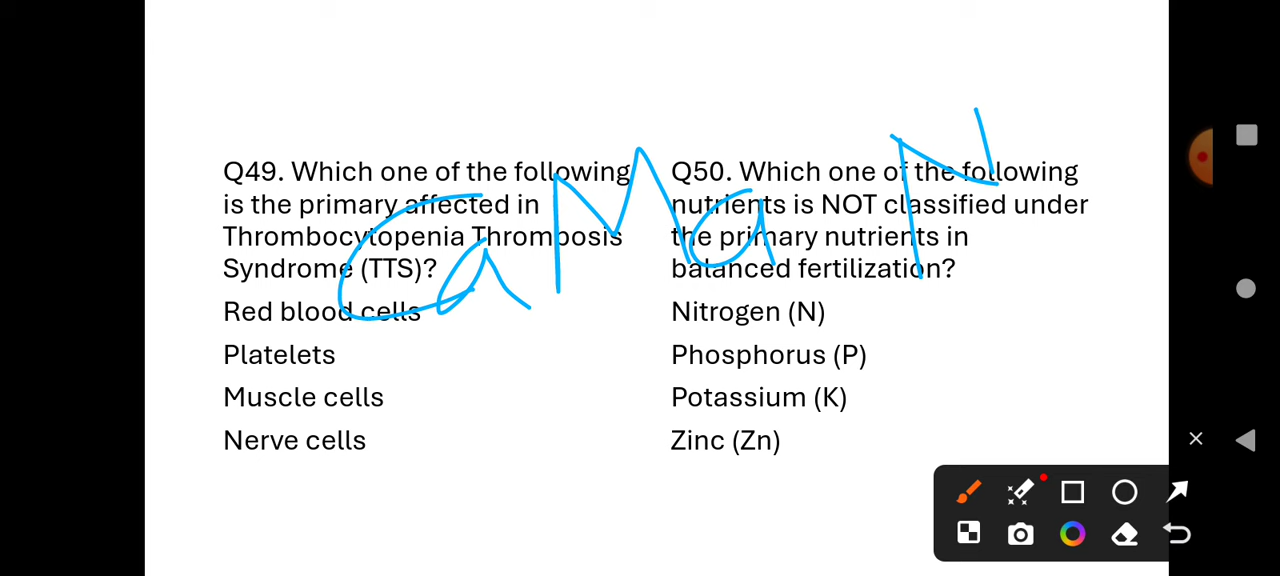 Q49. Which one of the following
is the primary affected in
Thrombocytopenia Thrombosis
Syndrome (TTS)?
Red blood cells
Platelets
Muscle cells
Nerve cells
Q50. Which one of the following
nutrients is NOT classified under
the primary nutrients in
balanced fertilization?
Nitrogen (N)
Phosphorus (P)
Potassium (K)
Zinc (Zn)
Ca Ma N